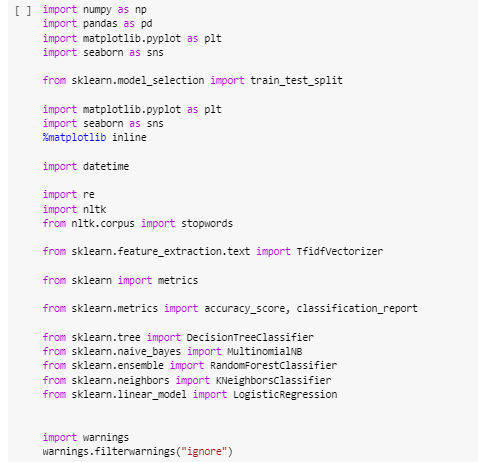 [ ] import numpy as np
import pandas as pd
import matplotlib.pyplot as plt
import seaborn as sns
from sklearn.model_selection import train_test_split
import matplotlib.pyplot as plt
import seaborn as sns
%matplotlib inline
import datetime
import re
import nltk
from nltk.corpus import stopwords
from sklearn.feature_extraction.text import TfidfVectorizer
from sklearn import metrics
from sklearn.metrics import accuracy_score, classification_report
from sklearn.tree import DecisionTreeClassifier
from sklearn.naive_bayes import MultinomialNB
from sklearn.ensemble import RandomForestClassifier
from sklearn.neighbors import KNeighborsClassifier
from sklearn.linear_model import LogisticRegression
import warnings
warnings.filterwarnings("ignore")